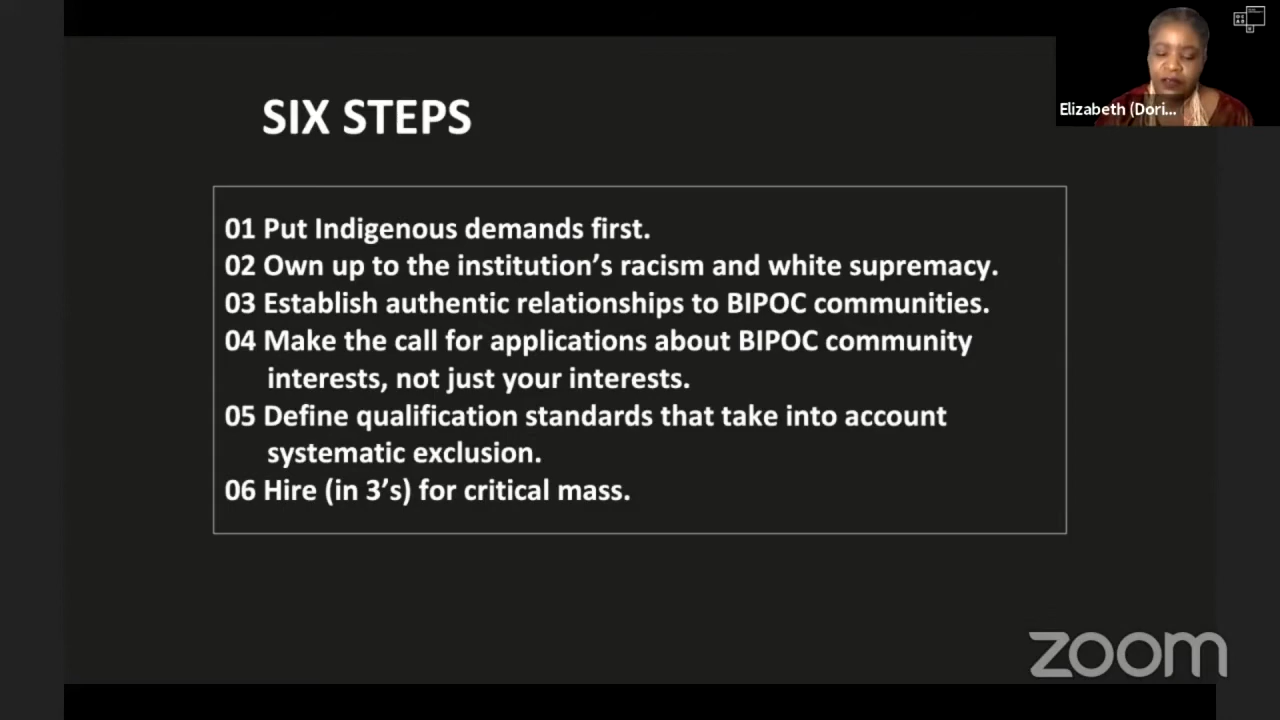 Elizabeth (Dori...
SIX STEPS
01 Put Indigenous demands first.
02 Own up to the institution’s racism and white supremacy.
03 Establish authentic relationships to BIPOC communities.
04 Make the call for applications about BIPOC community
interests, not just your interests.
05 Define qualification standards that take into account
systematic exclusion.
06 Hire (in 3’s) for critical mass.
zoom